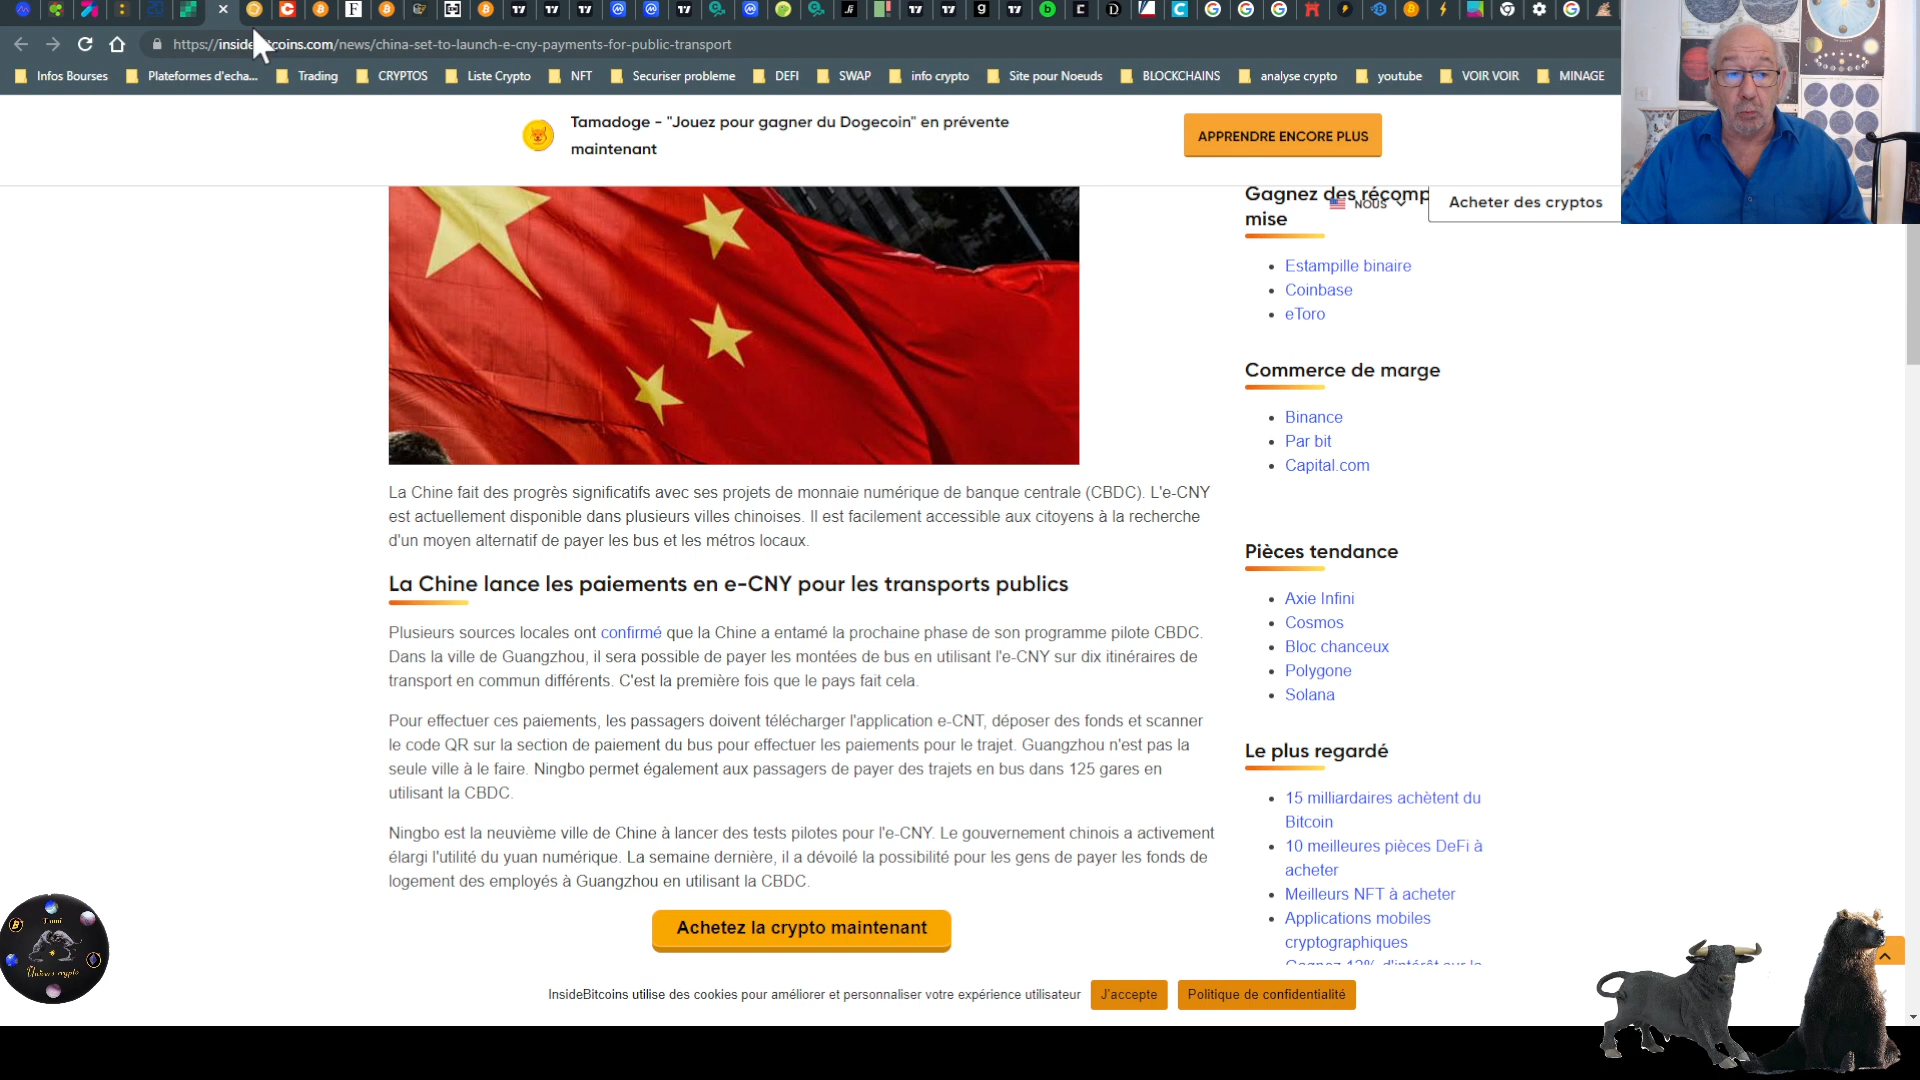 https://inside coins.com/news/china-set-to-launch-e-cny-payments-for-public-transport
Infos Bourses
Plateformes d'echa...
Trading
CRYPTOS
Liste Crypto
NFT
Securiser probleme
DEFI
SWAP
info crypto
Site pour Noeuds
BLOCKCHAINS
analyse crypto
youtube
VOIR VOIR
MINAGE
Tamadoge - "Jouez pour gagner du Dogecoin" en prévente
maintenant
APPRENDRE ENCORE PLUS
Gagnez des récomp
mise
NOUS
Acheter des cryptos
Estampille binaire
Coinbase
eToro
Commerce de marge
Binance
Par bit
Capital.com
La Chine fait des progrès significatifs avec ses projets de monnaie numérique de banque centrale (CBDC). L'e-CNY
est actuellement disponible dans plusieurs villes chinoises. Il est facilement accessible aux citoyens à la recherche
d'un moyen alternatif de payer les bus et les métros locaux.
La Chine lance les paiements en e-CNY pour les transports publics
Plusieurs sources locales ont confirmé que la Chine a entamé la prochaine phase de son programme pilote CBDC.
Dans la ville de Guangzhou, il sera possible de payer les montées de bus en utilisant l'e-CNY sur dix itinéraires de
transport en commun différents. C'est la première fois que le pays fait cela.
Pour effectuer ces paiements, les passagers doivent télécharger l'application e-CNT, déposer des fonds et scanner
le code QR sur la section de paiement du bus pour effectuer les paiements pour le trajet. Guangzhou n'est pas la
seule ville à le faire. Ningbo permet également aux passagers de payer des trajets en bus dans 125 gares en
utilisant la CBDC.
Ningbo est la neuvième ville de Chine à lancer des tests pilotes pour l'e-CNY. Le gouvernement chinois a activement
élargi l'utilité du yuan numérique. La semaine dernière, il a dévoilé la possibilité pour les gens de payer les fonds de
logement des employés à Guangzhou en utilisant la CBDC.
Achetez la crypto maintenant
Pièces tendance
Axie Infini
Cosmos
Bloc chanceux
Polygone
Solana
Le plus regardé
15 milliardaires achètent du
Bitcoin
10 meilleures pièces DeFi à
acheter
Meilleurs NFT à acheter
Applications mobiles
cryptographiques
Gagnez 12% d'intérêt sur le
InsideBitcoins utilise des cookies pour améliorer et personnaliser votre expérience utilisateur
J'accepte
Politique de confidentialité
Univers crypto